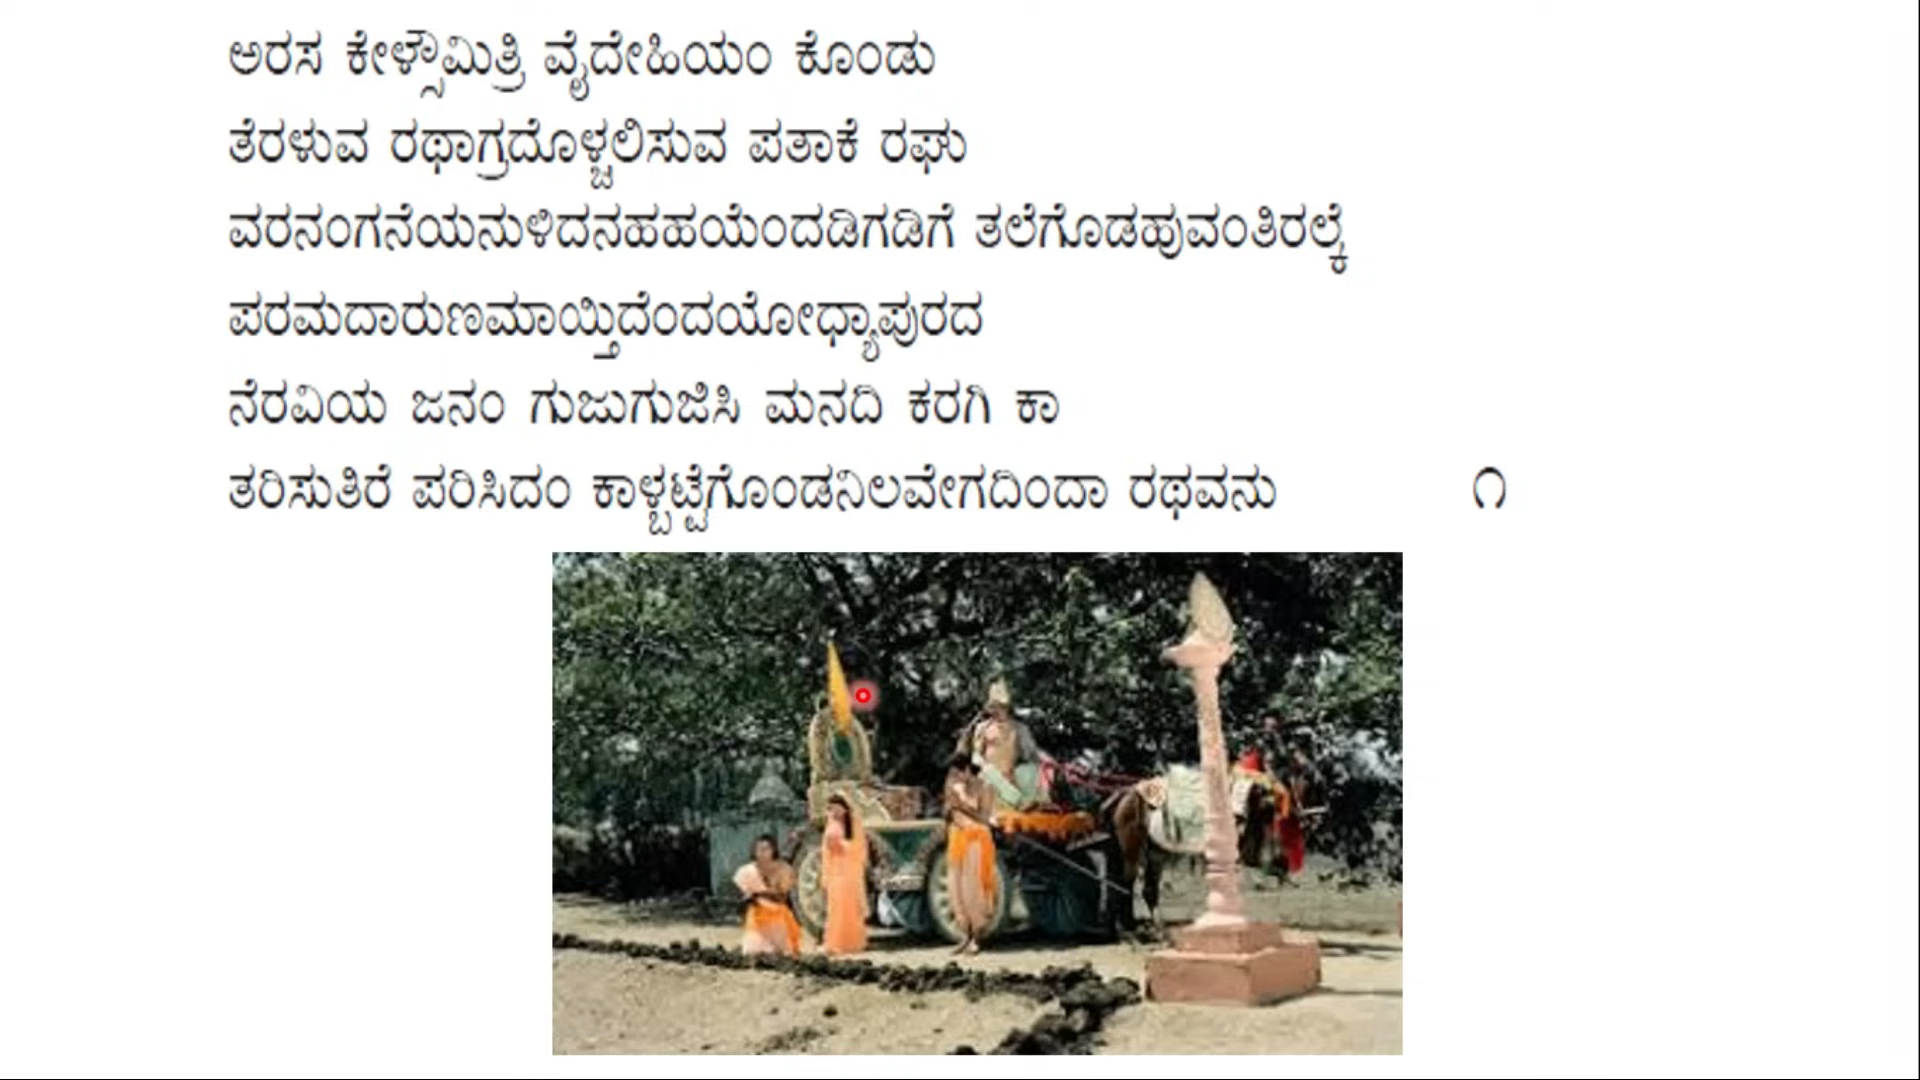 ಅರಸ ಕೇಳ್ಸೌಮಿತ್ರಿ ವೈದೇಹಿಯಂ ಕೊಂಡು
ತೆರಳುವ ರಥಾಗ್ರದೊಳ್ಚಲಿಸುವ ಪತಾಕೆ ರಘು
ವರನಂಗನೆಯನುಳಿದನಹಹಯೆಂದಡಿಗಡಿಗೆ ತಲೆಗೊಡಹುವಂತಿರಲ್ಕೆ
ಪರಮದಾರುಣಮಾಯ್ತಿದೆಂದಯೋಧ್ಯಾಪುರದ
ನೆರವಿಯ ಜನಂ ಗುಜುಗುಜಿಸಿ ಮನದಿ ಕರಗಿ ಕಾ
ತರಿಸುತಿರೆ ಪರಿಸಿದಂ ಕಾಳ್ಬಟ್ಟೆಗೊಂಡನಿಲವೇಗದಿಂದಾ ರಥವನು ೧